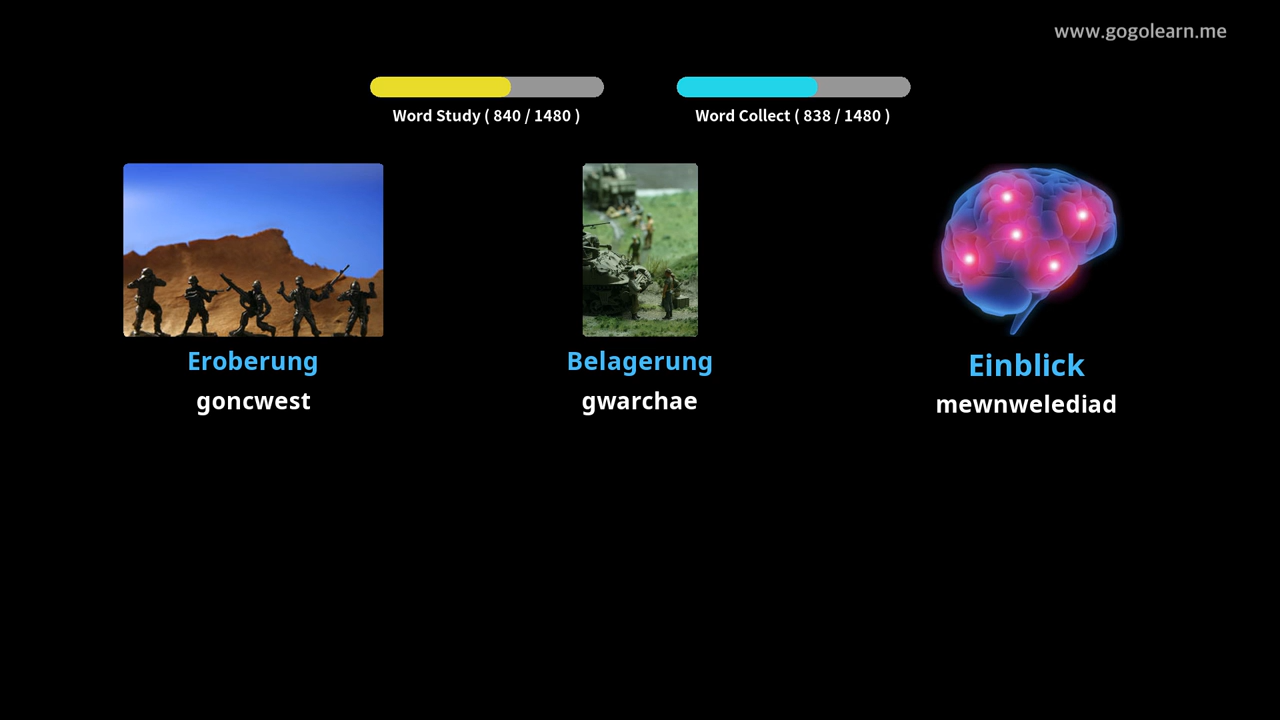 www.gogolearn.me
Word Study ( 840 / 1480 )
Word Collect ( 838 / 1480 )
Eroberung
goncwest
Belagerung
gwarchae
Einblick
mewnwelediad